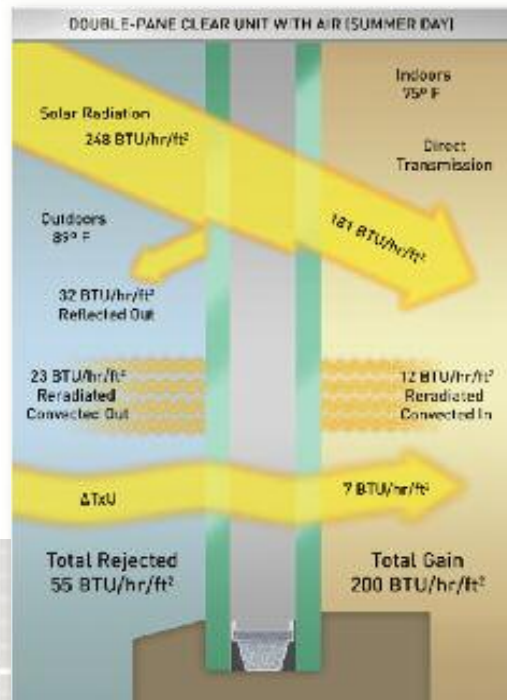 DOUBLE-PANE CLEAR UNIT WITH AIR (SUMMER DAY)
Indoors
75º F
Solar Radiation
248 BTU/hr/ft²
Direct
Transmission
181 BTU/hr/ft²
Outdoors
89º F
32 BTU/hr/ft²
Reflected Out
23 BTU/hr/ft²
Reradiated
Convected Out
12 BTU/hr/ft²
Reradiated
Convected In
ΔTxU
7 BTU/hr/ft²
Total Rejected
55 BTU/hr/ft²
Total Gain
200 BTU/hr/ft²